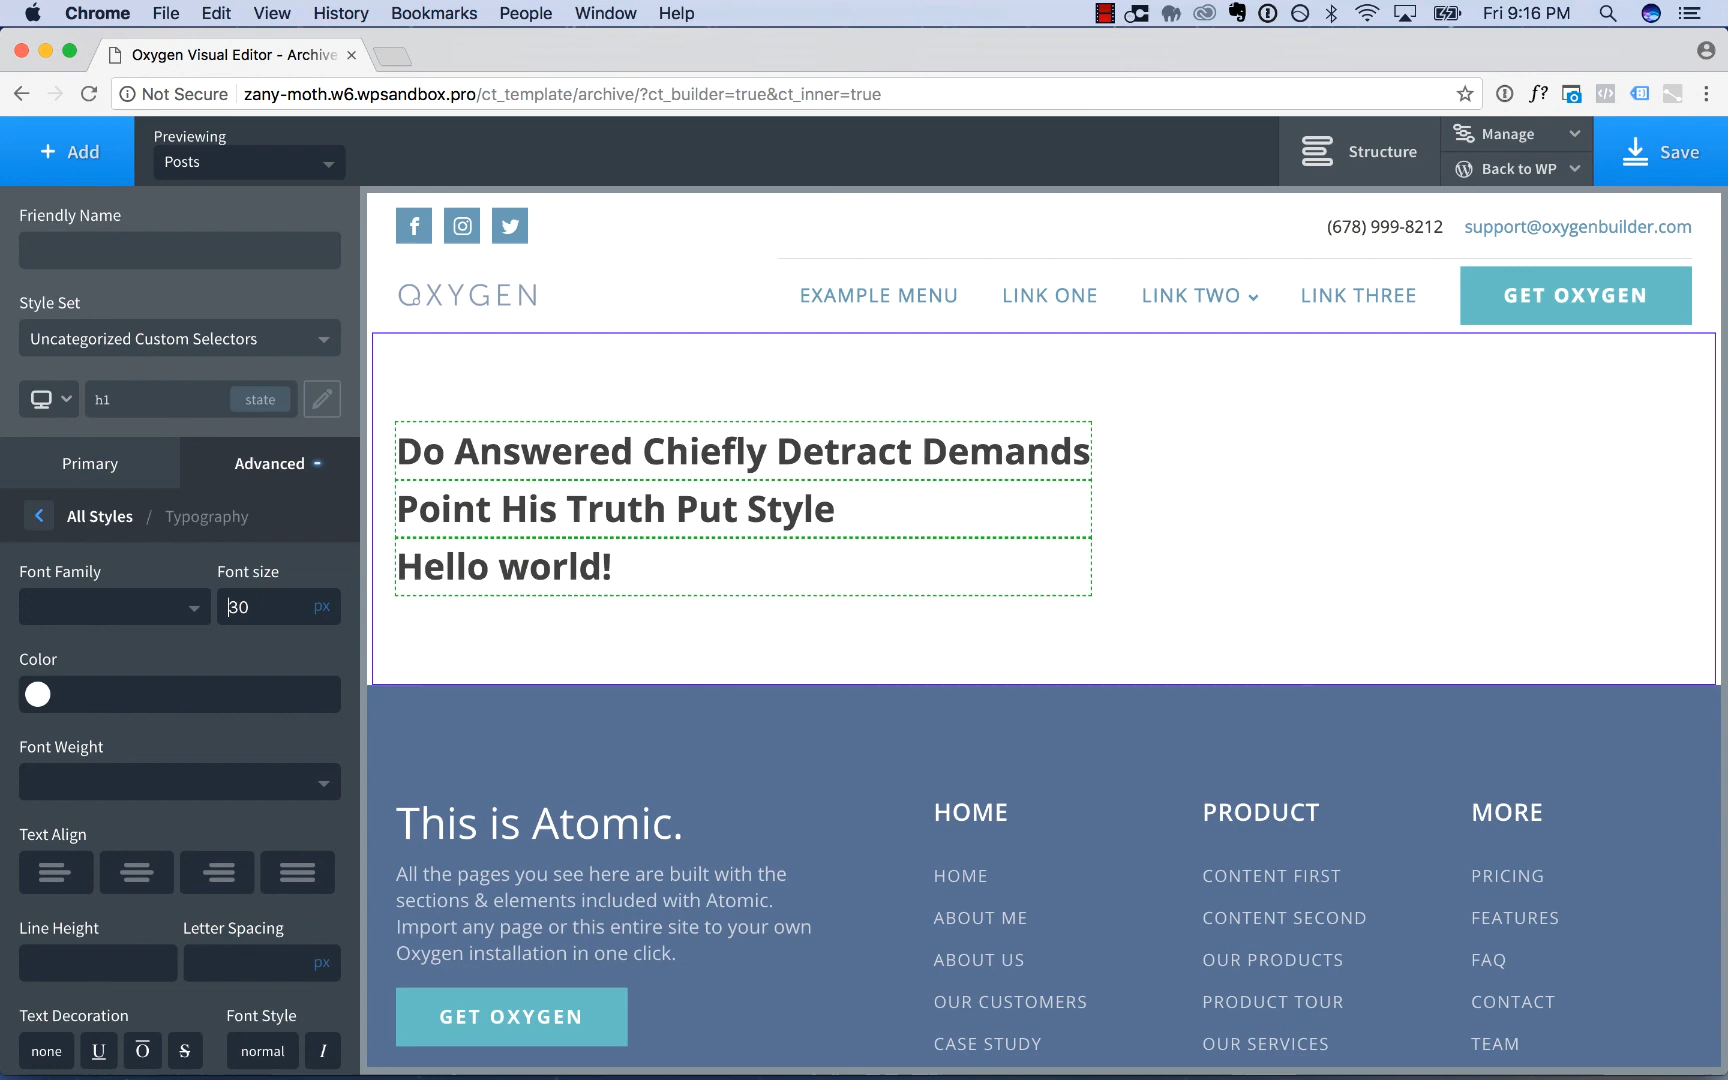 Chrome File Edit View History Bookmarks People Window Help Fri 9:16 PM
Oxygen Visual Editor - Archive
Not Secure zany-moth.w6.wpsandbox.pro/ct_template/archive/?ct_builder=true&ct_inner=true
+ Add
Previewing
Posts
Structure
Manage
Back to WP
Save
Friendly Name
Style Set
Uncategorized Custom Selectors
h1 state
Primary Advanced
All Styles / Typography
Font Family Font size
30 px
Color
Font Weight
Text Align
Line Height Letter Spacing
px
Text Decoration Font Style
none U O S normal I
(678) 999-8212 support@oxygenbuilder.com
OXYGEN
EXAMPLE MENU LINK ONE LINK TWO LINK THREE GET OXYGEN
Do Answered Chiefly Detract Demands
Point His Truth Put Style
Hello world!
This is Atomic.
All the pages you see here are built with the
sections & elements included with Atomic.
Import any page or this entire site to your own
Oxygen installation in one click.
GET OXYGEN
HOME
HOME
ABOUT ME
ABOUT US
OUR CUSTOMERS
CASE STUDY
PRODUCT
CONTENT FIRST
CONTENT SECOND
OUR PRODUCTS
PRODUCT TOUR
OUR SERVICES
MORE
PRICING
FEATURES
FAQ
CONTACT
TEAM